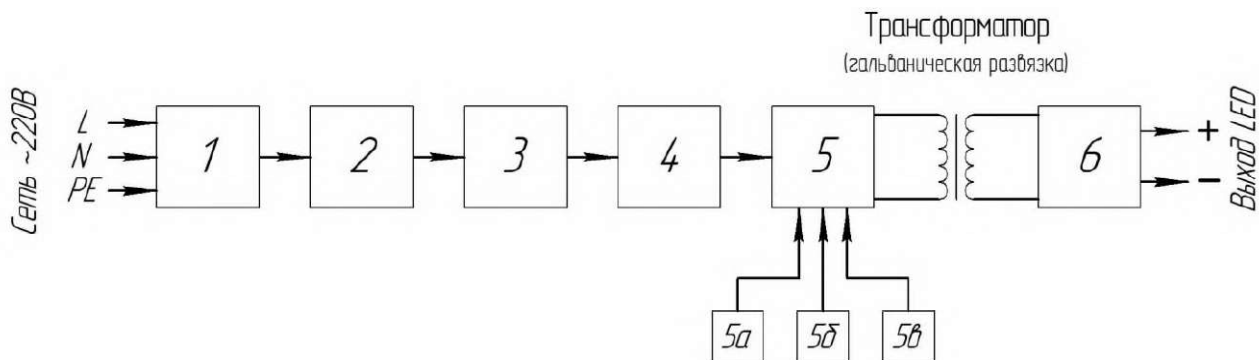 Трансформатор
(гальваническая развязка)
Сеть ~220В
L
N
PE
1
2
3
4
5
6
+
−
Выход LED
5а
5б
5в